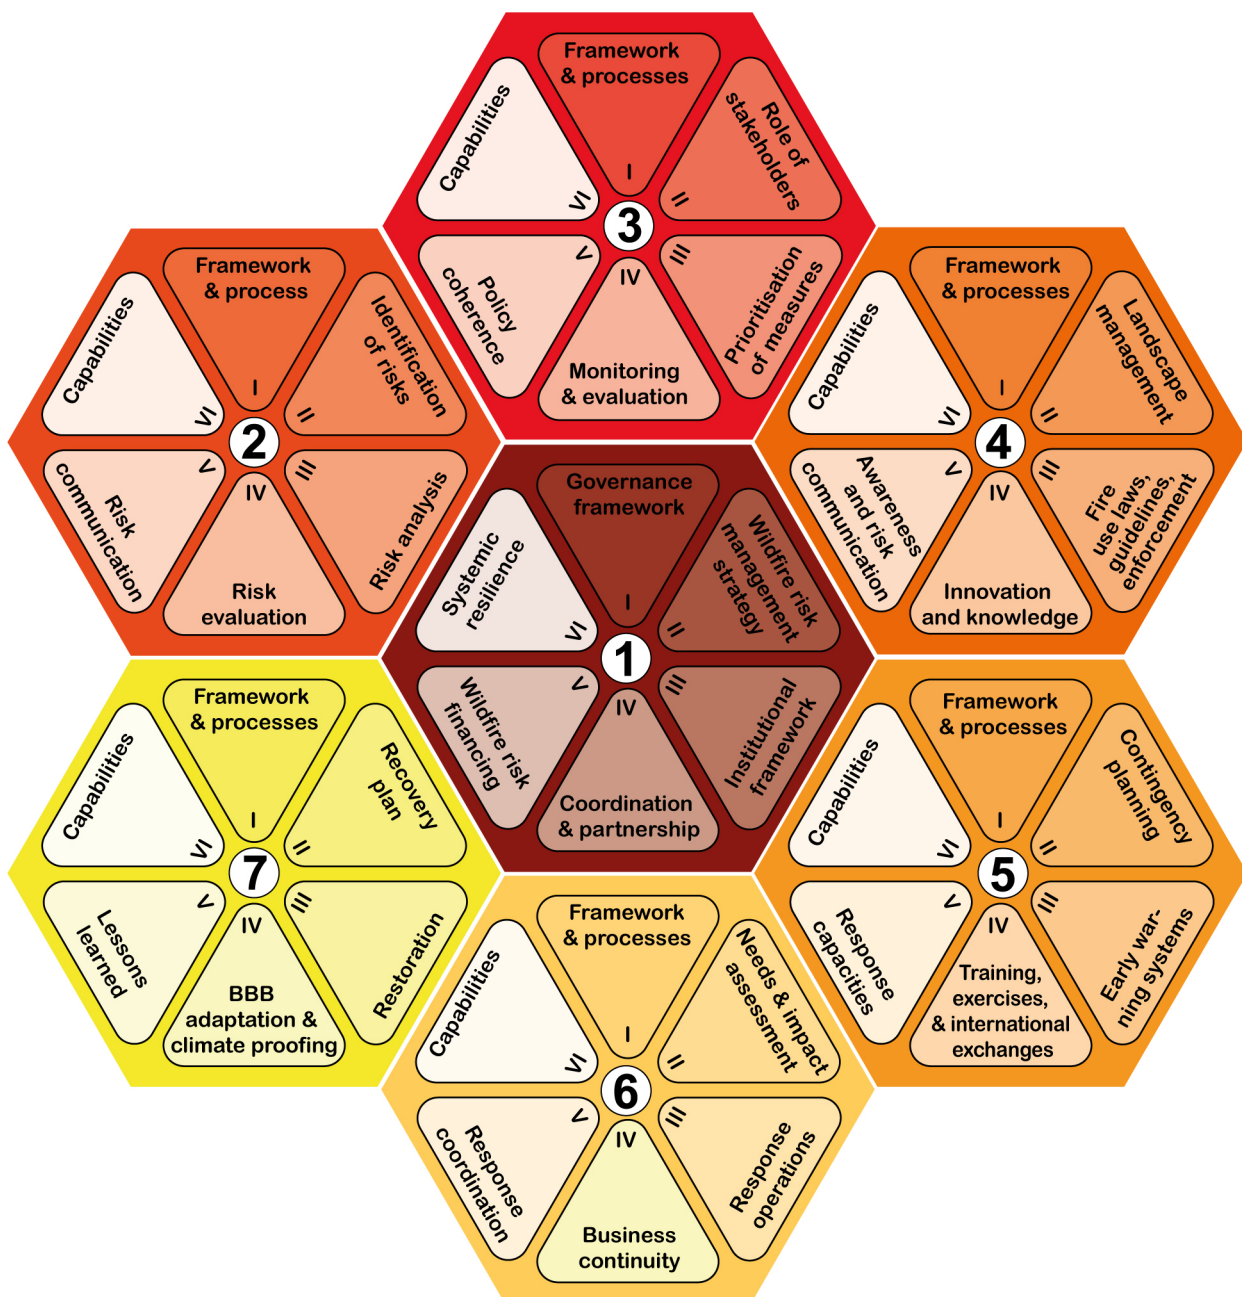 Framework
& processes
I
Role of
stakeholders
II
Prioritisation
of measures
III
Monitoring
& evaluation
IV
Policy
coherence
V
Capabilities
VI
3
Framework
& process
I
Identification
of risks
II
Risk analysis
III
Risk
evaluation
IV
Risk
communication
V
Capabilities
VI
2
Framework
& processes
I
Landscape
management
II
Fire
use laws,
guidelines,
enforcement
III
Innovation
and knowledge
IV
Awareness
and risk
communication
V
Capabilities
VI
4
Governance
framework
I
Wildfire risk
management
strategy
II
Institutional
framework
III
Coordination
& partnership
IV
Wildfire risk
financing
V
Systemic
resilience
VI
1
Framework
& processes
I
Recovery
plan
II
Restoration
III
BBB
adaptation &
climate proofing
IV
Lessons
learned
V
Capabilities
VI
7
Framework
& processes
I
Contingency
planning
II
Early war-
ning systems
III
Training,
exercises,
& international
exchanges
IV
Response
capacities
V
Capabilities
VI
5
Framework
& processes
I
Needs & impact
assessment
II
Response
operations
III
Business
continuity
IV
Response
coordination
V
Capabilities
VI
6